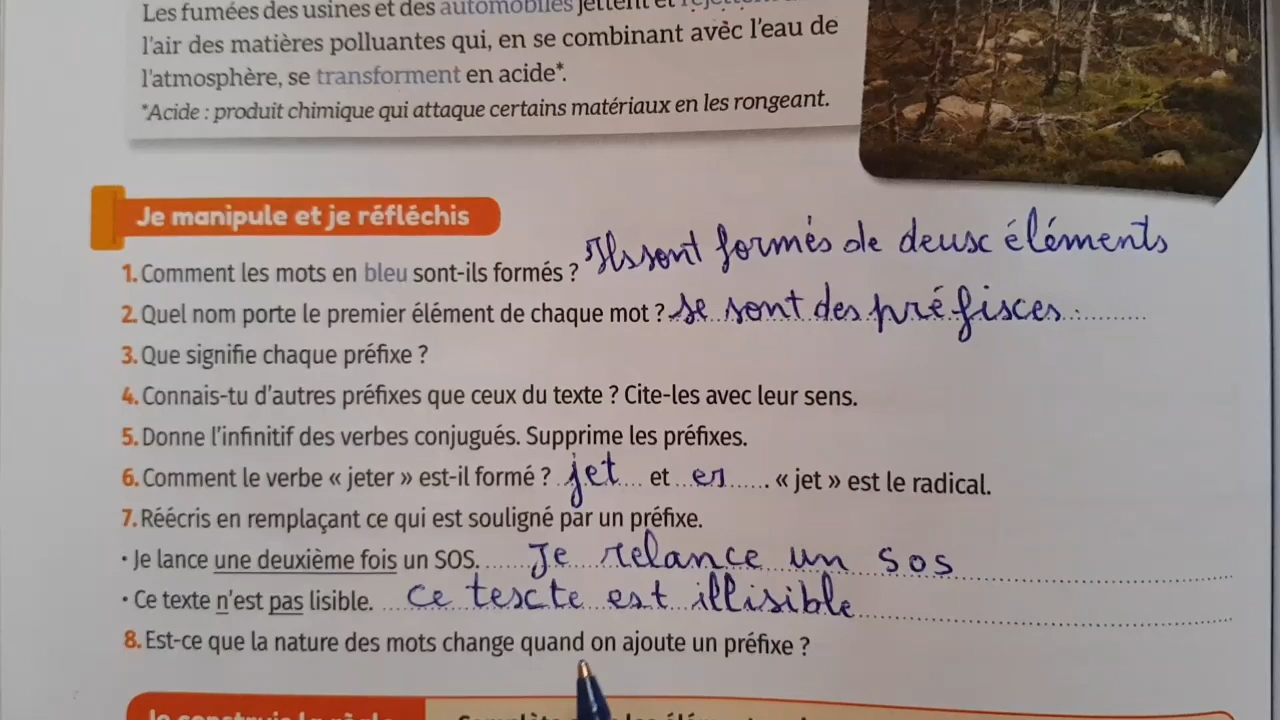 Les fumées des usines et des automobiles jettent et
l'air des matières polluantes qui, en se combinant avec l'eau de
l'atmosphère, se transforment en acide*.
*Acide : produit chimique qui attaque certains matériaux en les rongeant.
Je manipule et je réfléchis
1. Comment les mots en bleu sont-ils formés ? Ils sont formés de deux éléments
2. Quel nom porte le premier élément de chaque mot ? se sont des préfixes.
3. Que signifie chaque préfixe ?
4. Connais-tu d'autres préfixes que ceux du texte ? Cite-les avec leur sens.
5. Donne l'infinitif des verbes conjugués. Supprime les préfixes.
6. Comment le verbe « jeter » est-il formé ? jet et er. « jet » est le radical.
7. Réécris en remplaçant ce qui est souligné par un préfixe.
• Je lance une deuxième fois un SOS. Je relance un SOS
• Ce texte n'est pas lisible. Ce texte est illisible
8. Est-ce que la nature des mots change quand on ajoute un préfixe ?